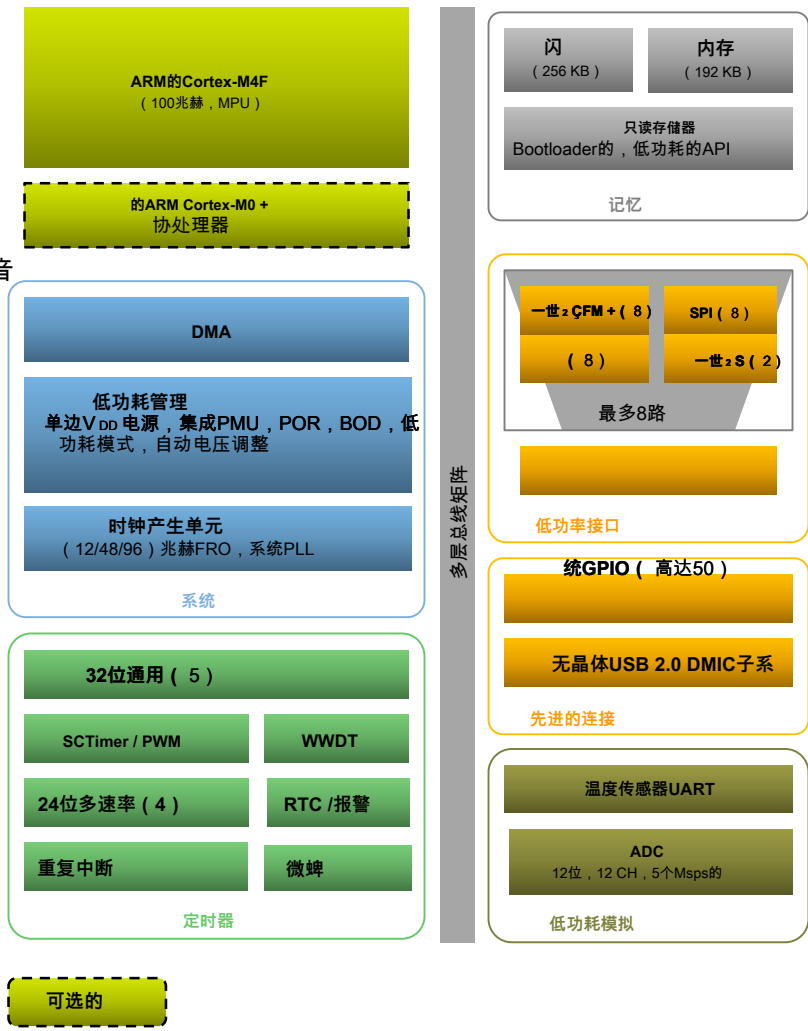 ARM的Cortex-M4F
（100兆赫，MPU）
的ARM Cortex-M0 +
协处理器
音
DMA
低功耗管理
单边V DD 电源，集成PMU，POR，BOD，低
功耗模式，自动电压调整
时钟产生单元
（12/48/96）兆赫FRO，系统PLL
系统
32位通用（ 5）
SCTimer / PWM
WWDT
24位多速率（4）
RTC /报警
重复中断
微蜱
定时器
可选的
多层总线矩阵
闪
（256 KB）
内存
（192 KB）
只读存储器
Bootloader的，低功耗的API
记忆
一世₂ ÇFM +（ 8）
SPI（ 8）
（ 8）
一世₂ S（ 2）
最多8路
低功率接口
统GPIO（ 高达50）
无晶体USB 2.0 DMIC子系
先进的连接
温度传感器UART
ADC
12位，12 CH，5个Msps的
低功耗模拟